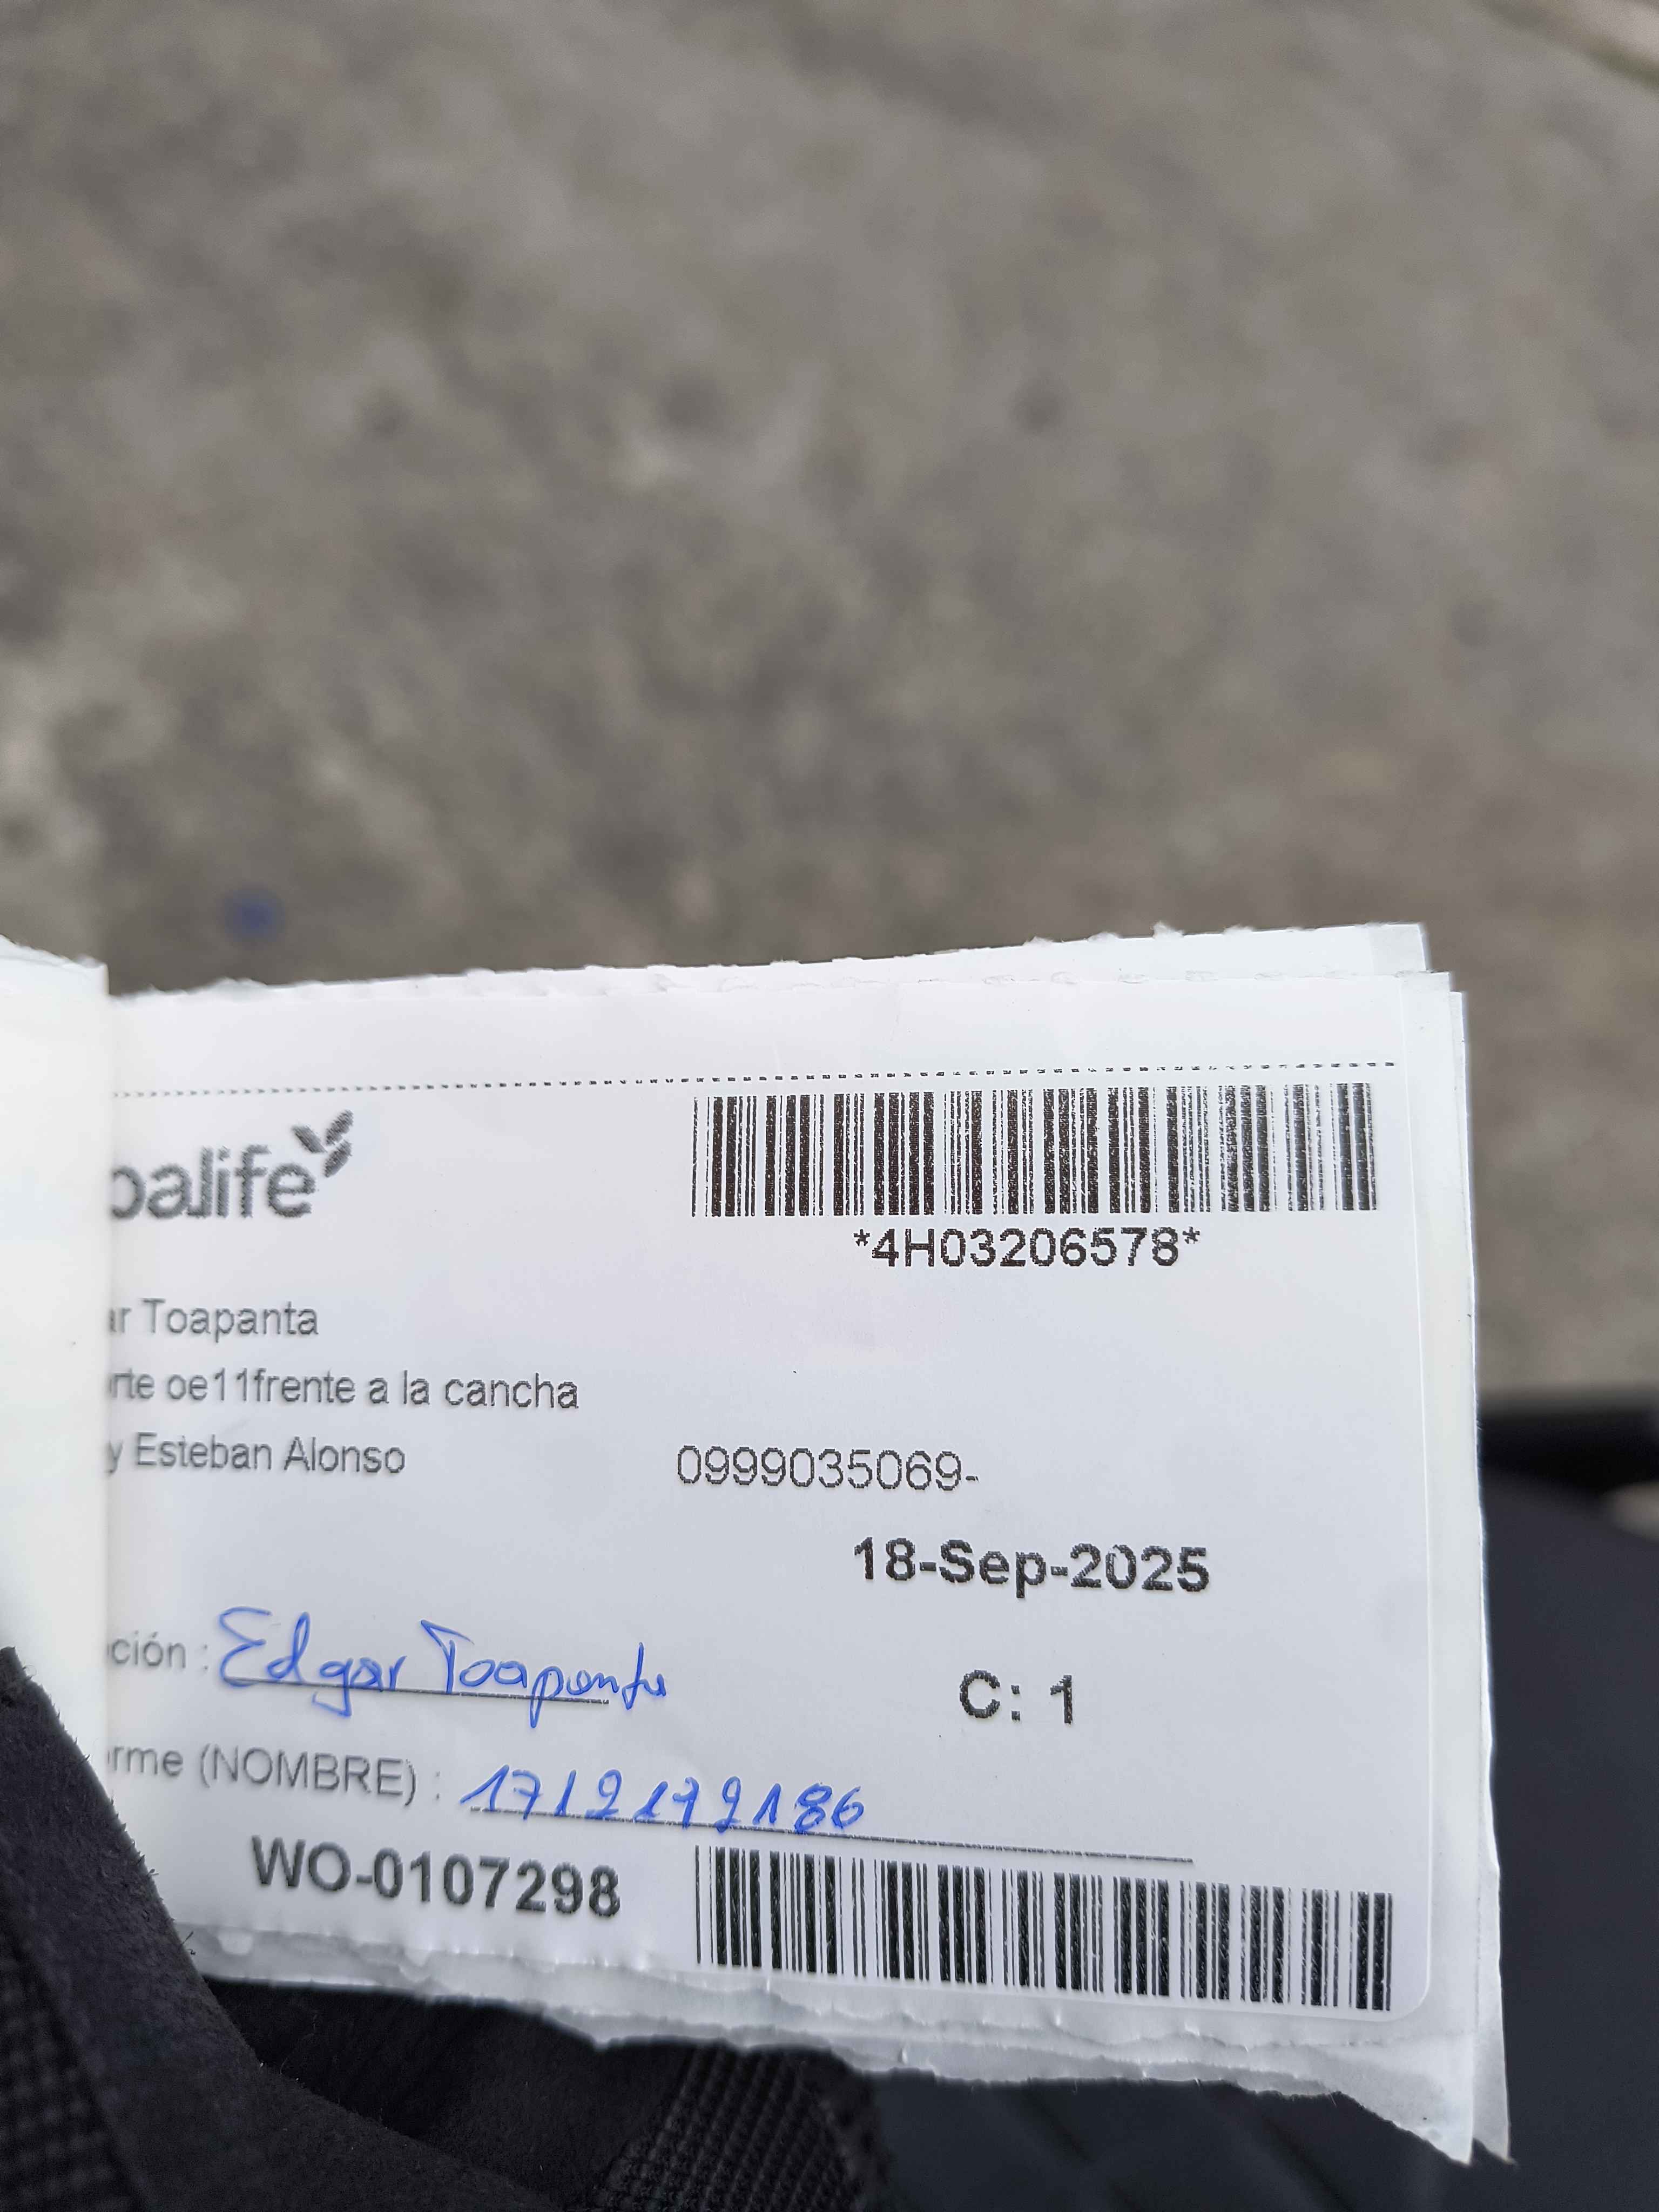 balife
*4H03206578*
ar Toapanta
rte oe11frente a la cancha
y Esteban Alonso
0999035069-
18-Sep-2025
ción : Edgar Toapanta
C: 1
rme (NOMBRE) : 1712172186
WO-0107298